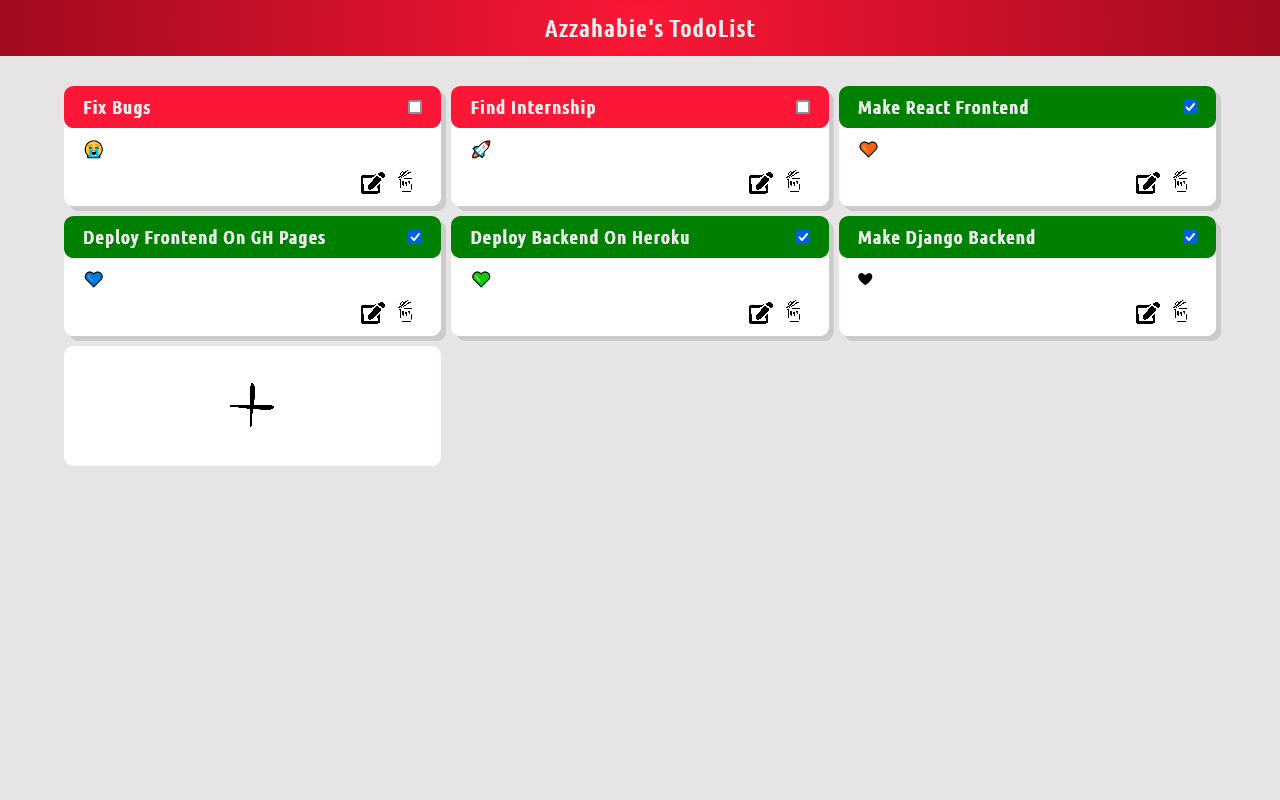 Azzahabie's TodoList
Fix Bugs
😭
Find Internship
🚀
Make React Frontend
🧡
Deploy Frontend On GH Pages
💙
Deploy Backend On Heroku
💚
Make Django Backend
🖤